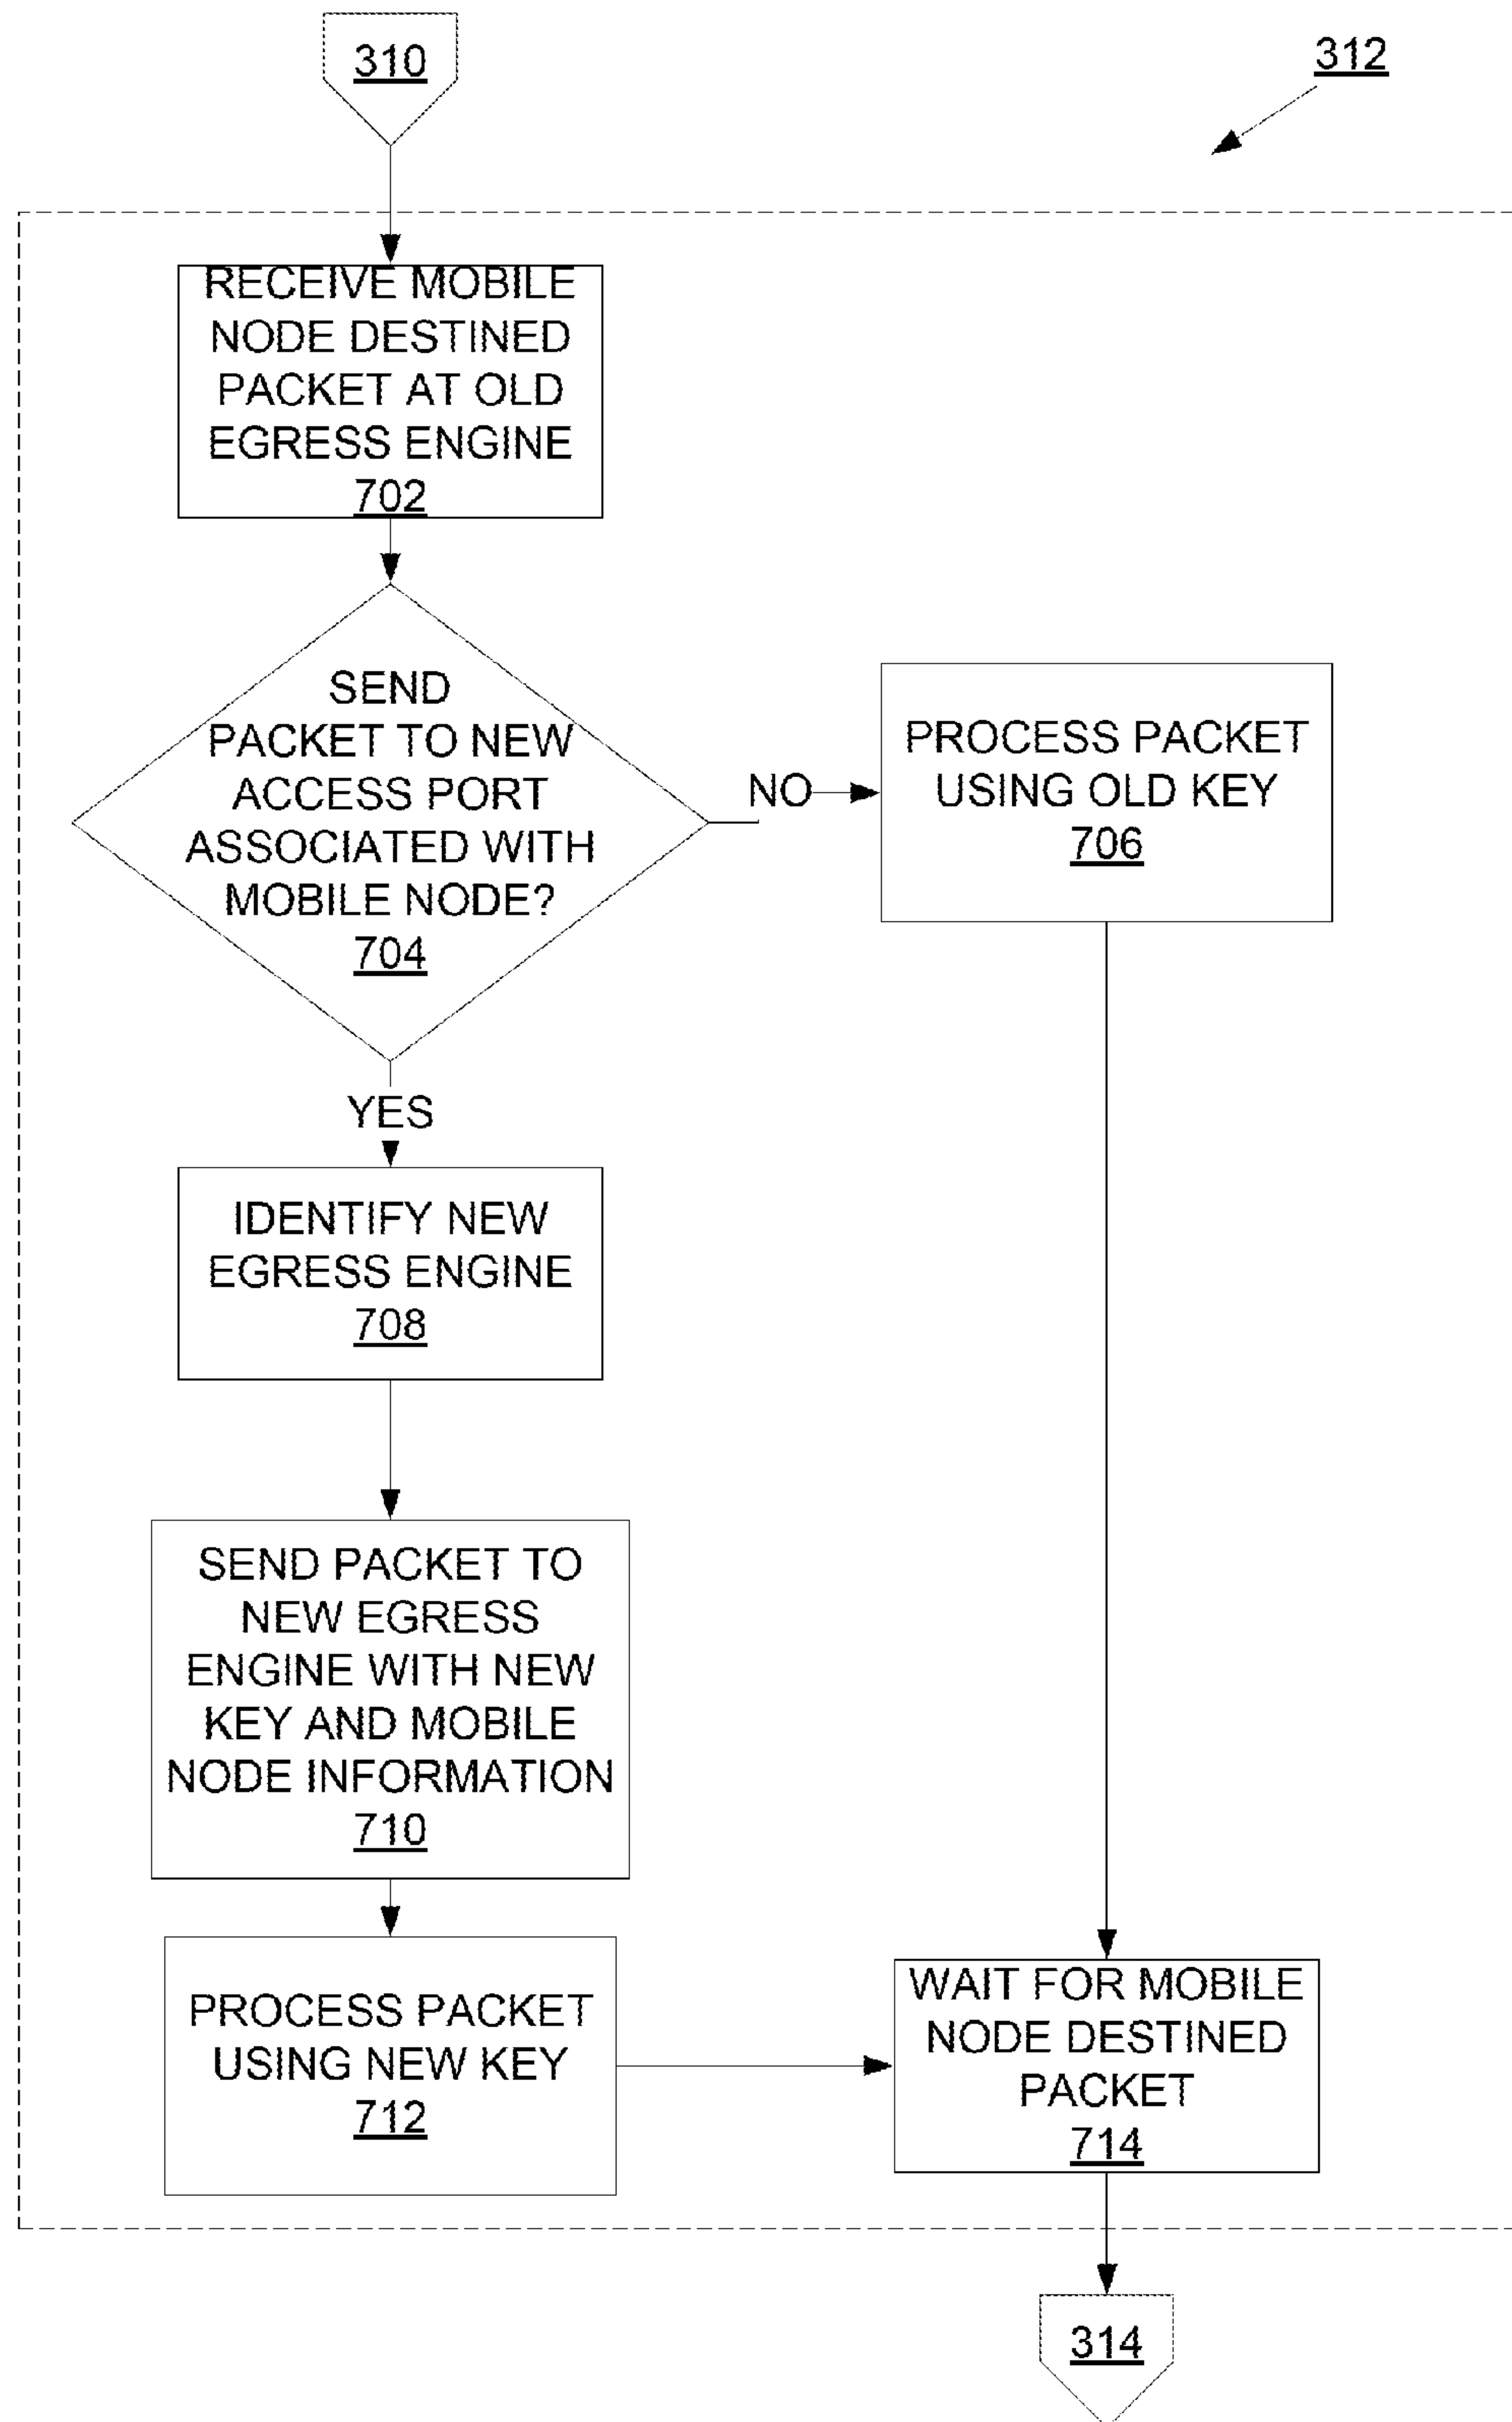 310
312
RECEIVE MOBILE
NODE DESTINED
PACKET AT OLD
EGRESS ENGINE
702
SEND
PACKET TO NEW
ACCESS PORT
ASSOCIATED WITH
MOBILE NODE?
704
NO
PROCESS PACKET
USING OLD KEY
706
YES
IDENTIFY NEW
EGRESS ENGINE
708
SEND PACKET TO
NEW EGRESS
ENGINE WITH NEW
KEY AND MOBILE
NODE INFORMATION
710
PROCESS PACKET
USING NEW KEY
712
WAIT FOR MOBILE
NODE DESTINED
PACKET
714
314